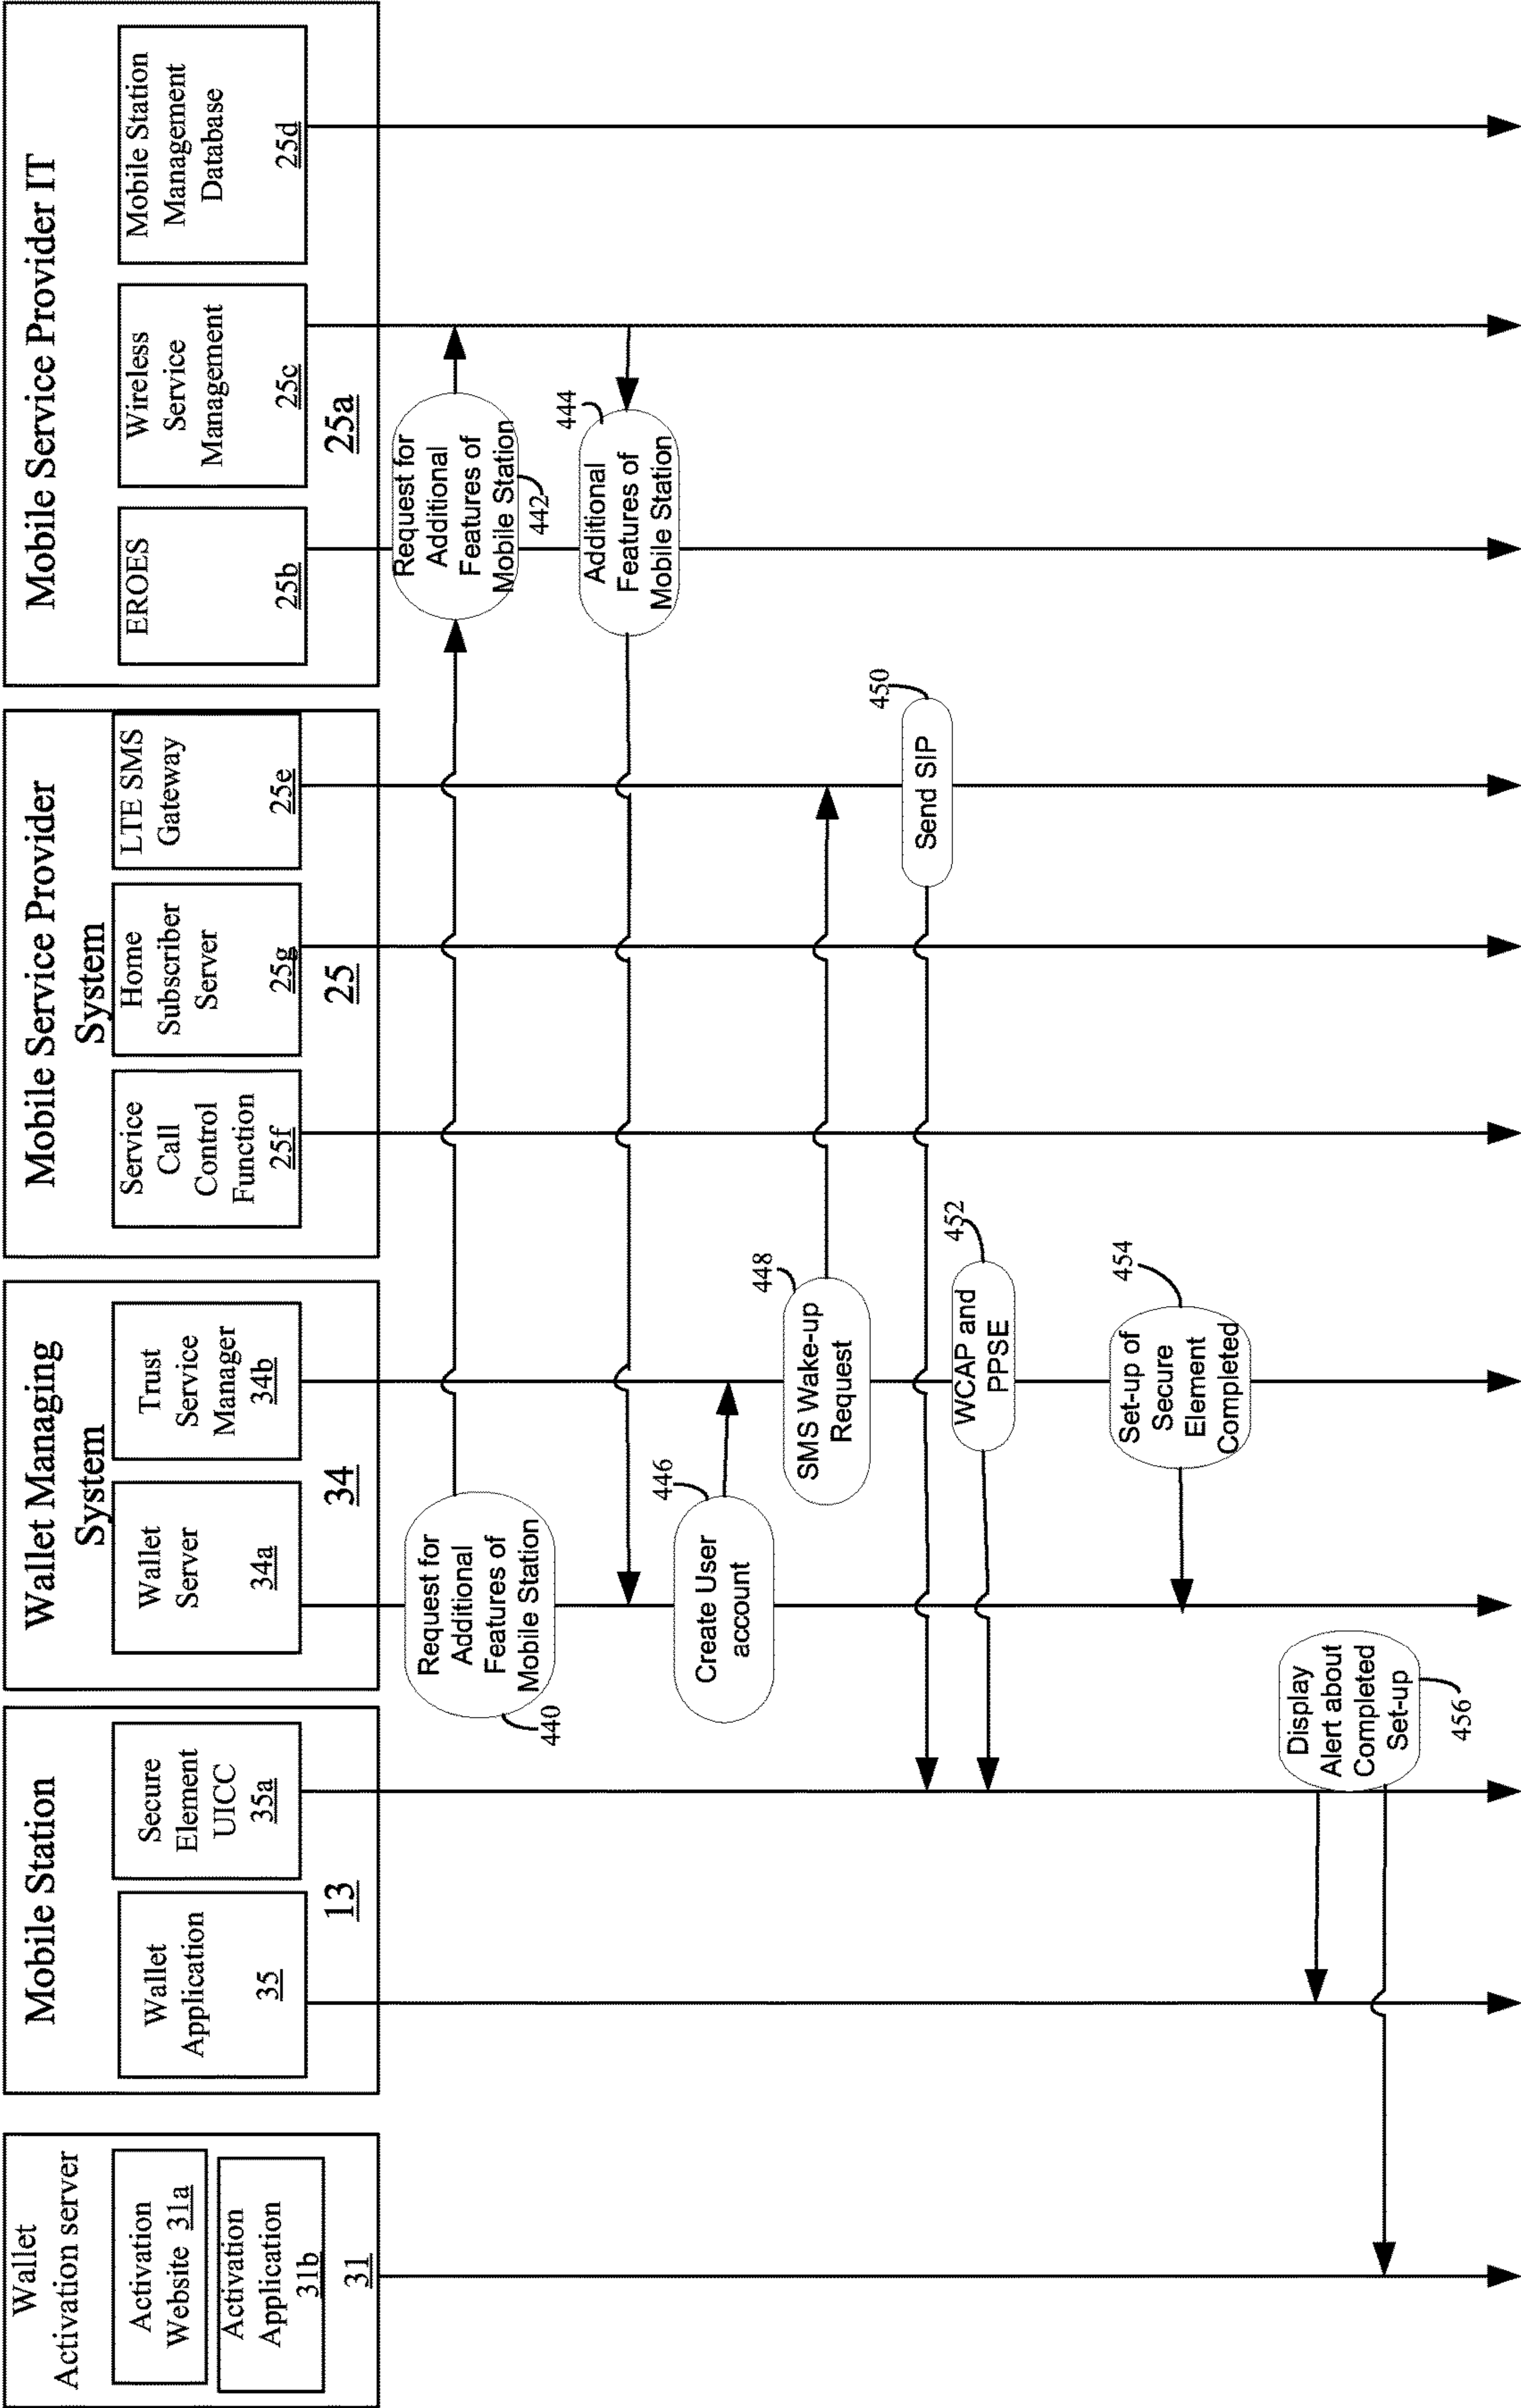 Wallet
Activation server
Activation
Website 31a
Activation
Application
31b
31
Mobile Station
Wallet
Application
35
Secure
Element
UICC
35a
13
Wallet Managing
System
Wallet
Server
34a
Trust
Service
Manager
34b
34
Mobile Service Provider
System
Service
Call
Control
Function
25f
Home
Subscriber
Server
25g
LTE SMS
Gateway
25e
25
Mobile Service Provider IT
EROES
25b
Wireless
Service
Management
25c
Mobile Station
Management
Database
25d
25a
Request for
Additional
Features of
Mobile Station
440
Request for
Additional
Features of
Mobile Station
442
Additional
Features of
Mobile Station
444
Create User
account
446
SMS Wake-up
Request
448
Send SIP
450
WCAP and
PPSE
452
Set-up of
Secure
Element
Completed
454
Display
Alert about
Completed
Set-up
456